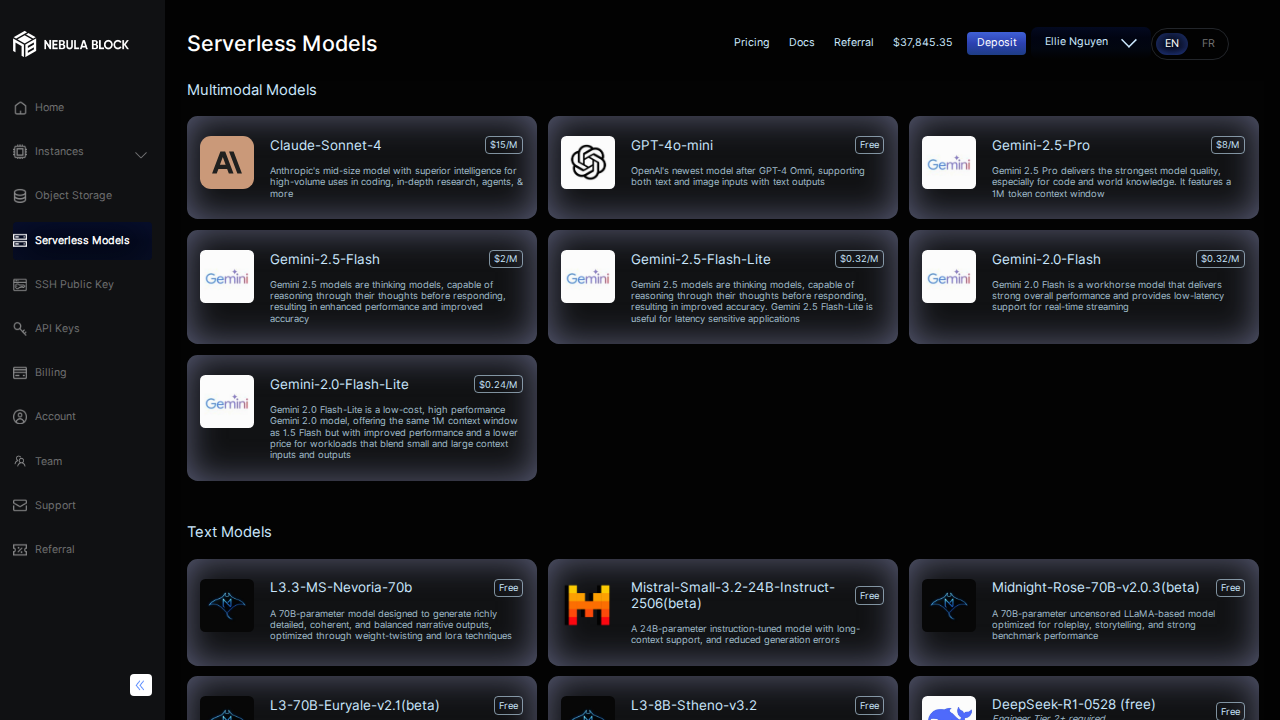 NEBULA BLOCK
Serverless Models
Pricing
Docs
Referral
$37,845.35
Deposit
Ellie Nguyen
EN
FR
Home
Instances
Object Storage
Serverless Models
SSH Public Key
API Keys
Billing
Account
Team
Support
Referral
Multimodal Models
Claude-Sonnet-4
$15/M
Anthropic's mid-size model with superior intelligence for
high-volume uses in coding, in-depth research, agents, &
more
GPT-4o-mini
Free
OpenAI's newest model after GPT-4 Omni, supporting
both text and image inputs with text outputs
Gemini
Gemini-2.5-Pro
$8/M
Gemini 2.5 Pro delivers the strongest model quality,
especially for code and world knowledge. It features a
1M token context window
Gemini
Gemini-2.5-Flash
$2/M
Gemini 2.5 models are thinking models, capable of
reasoning through their thoughts before responding,
resulting in enhanced performance and improved
accuracy
Gemini
Gemini-2.5-Flash-Lite
$0.32/M
Gemini 2.5 models are thinking models, capable of
reasoning through their thoughts before responding,
resulting in improved accuracy. Gemini 2.5 Flash-Lite is
useful for latency sensitive applications
Gemini
Gemini-2.0-Flash
$0.32/M
Gemini 2.0 Flash is a workhorse model that delivers
strong overall performance and provides low-latency
support for real-time streaming
Gemini
Gemini-2.0-Flash-Lite
$0.24/M
Gemini 2.0 Flash-Lite is a low-cost, high performance
Gemini 2.0 model, offering the same 1M context window
as 1.5 Flash but with improved performance and a lower
price for workloads that blend small and large context
inputs and outputs
Text Models
L3.3-MS-Nevoria-70b
Free
A 70B-parameter model designed to generate richly
detailed, coherent, and balanced narrative outputs,
optimized through weight-twisting and lora techniques
Mistral-Small-3.2-24B-Instruct-
2506(beta)
Free
A 24B-parameter instruction-tuned model with long-
context support, and reduced generation errors
Midnight-Rose-70B-v2.0.3(beta)
Free
A 70B-parameter uncensored LLaMA-based model
optimized for roleplay, storytelling, and strong
benchmark performance
L3-70B-Euryale-v2.1(beta)
Free
L3-8B-Stheno-v3.2
Free
DeepSeek-R1-0528 (free)
Engineer Tier 2+ required
Free